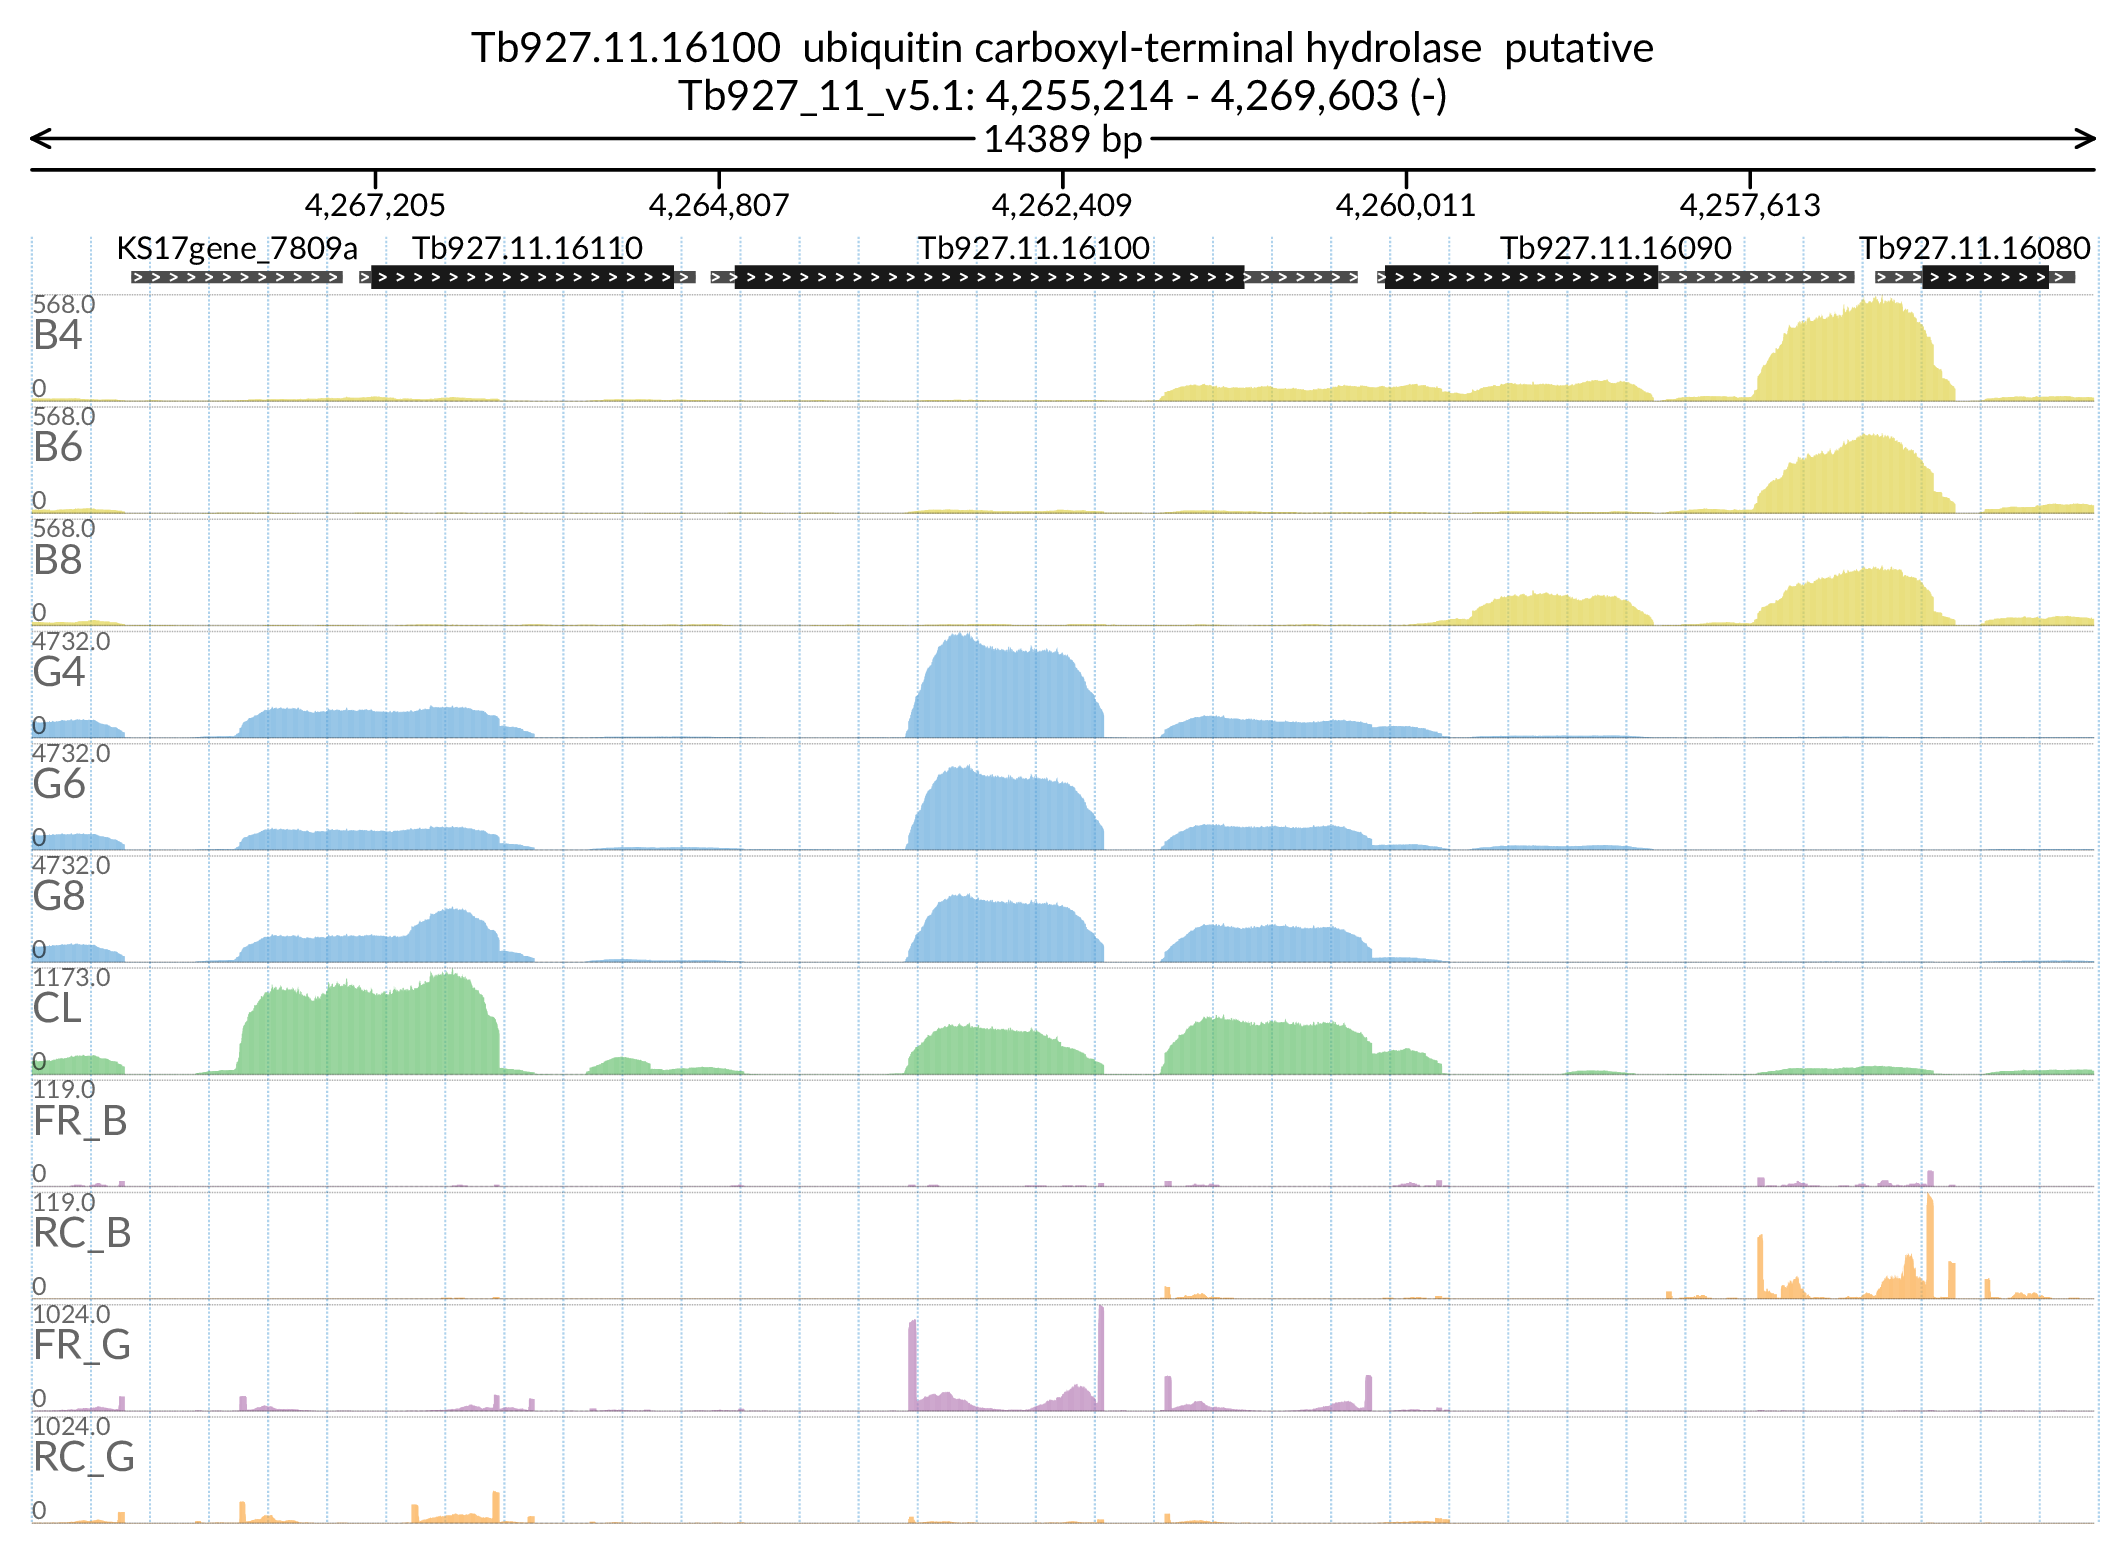 Tb927.11.16100 ubiquitin carboxyl-terminal hydrolase putative
Tb927_11_v5.1: 4,255,214 - 4,269,603 (-)
14389 bp
4,267,205 4,264,807 4,262,409 4,260,011 4,257,613
KS17gene_7809a Tb927.11.16110 Tb927.11.16100 Tb927.11.16090 Tb927.11.16080
568.0
B4
0
568.0
B6
0
568.0
B8
0
4732.0
G4
0
4732.0
G6
0
4732.0
G8
0
1173.0
CL
0
119.0
FR_B
0
119.0
RC_B
0
1024.0
FR_G
0
1024.0
RC_G
0